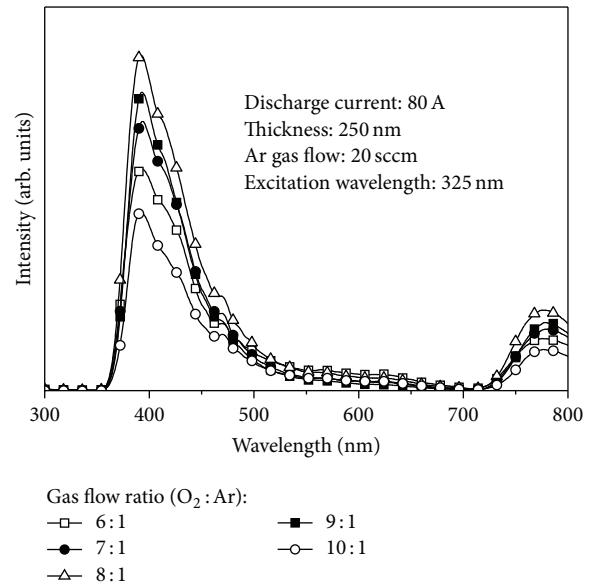 Intensity (arb. units)
Discharge current: 80 A
Thickness: 250 nm
Ar gas flow: 20 sccm
Excitation wavelength: 325 nm
300 400 500 600 700 800
Wavelength (nm)
Gas flow ratio (O₂ : Ar):
6 : 1
7 : 1
8 : 1
9 : 1
10 : 1